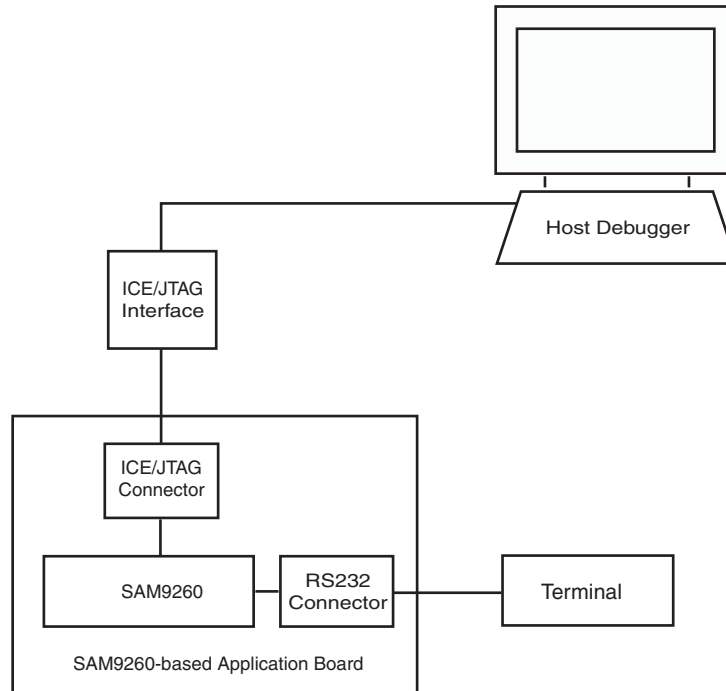 Host Debugger
ICE/JTAG
Interface
ICE/JTAG
Connector
SAM9260
RS232
Connector
Terminal
SAM9260-based Application Board